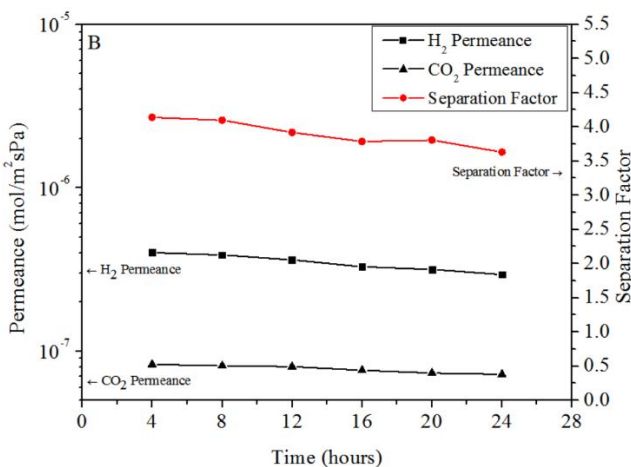 B
H₂ Permeance
CO₂ Permeance
Separation Factor
Separation Factor →
← H₂ Permeance
← CO₂ Permeance
10⁻⁵
10⁻⁶
10⁻⁷
Permeance (mol/m² sPa)
5.5
5.0
4.5
4.0
3.5
3.0
2.5
2.0
1.5
1.0
0.5
0.0
Separation Factor
0 4 8 12 16 20 24 28
Time (hours)